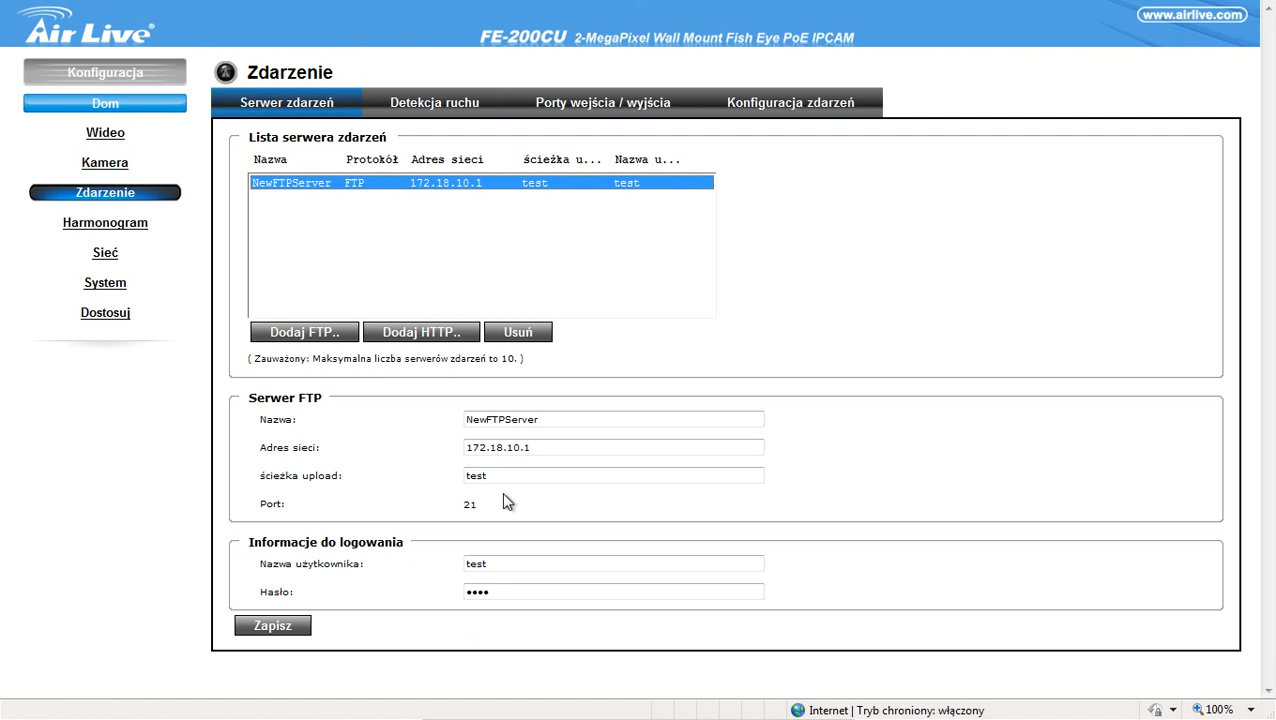 Air Live®
www.airlive.com
FE-200CU 2-MegaPixel Wall Mount Fish Eye PoE IPCAM
Konfiguracja
Dom
Wideo
Kamera
Zdarzenie
Harmonogram
Sieć
System
Dostosuj
Zdarzenie
Serwer zdarzeń Detekcja ruchu Porty wejścia / wyjścia Konfiguracja zdarzeń
Lista serwera zdarzeń
Nazwa Protokół Adres sieci ścieżka u... Nazwa u...
NewFTPServer FTP 172.18.10.1 test test
Dodaj FTP.. Dodaj HTTP.. Usuń
( Zauważony: Maksymalna liczba serwerów zdarzeń to 10. )
Serwer FTP
Nazwa: NewFTPServer
Adres sieci: 172.18.10.1
ścieżka upload: test
Port: 21
Informacje do logowania
Nazwa użytkownika: test
Hasło: ••••
Zapisz
Internet | Tryb chroniony: włączony
100%